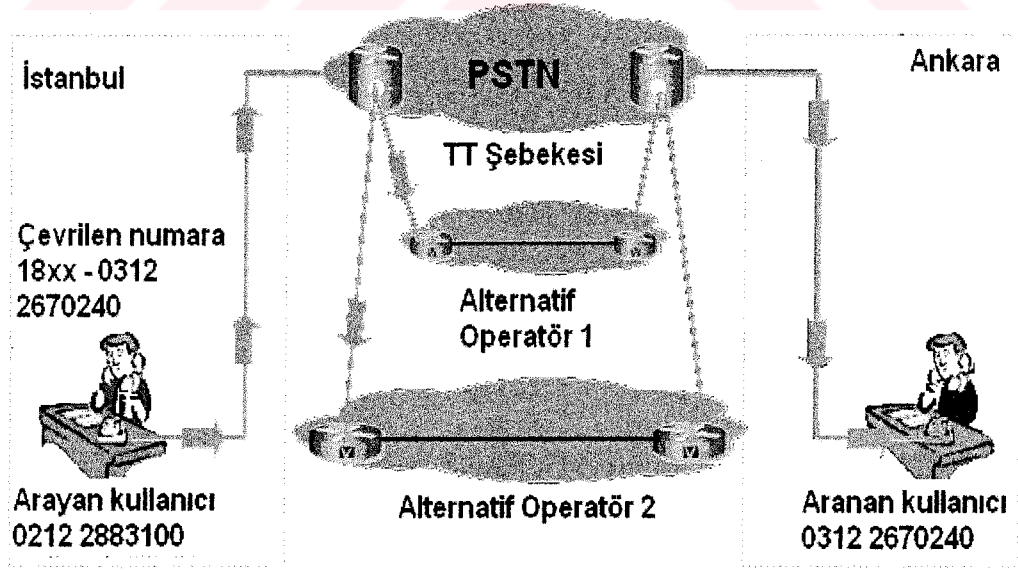 İstanbul
PSTN
Ankara
TT Şebekesi
Çevrilen numara
18xx - 0312
2670240
Alternatif
Operatör 1
Arayan kullanıcı
0212 2883100
Alternatif Operatör 2
Aranan kullanıcı
0312 2670240